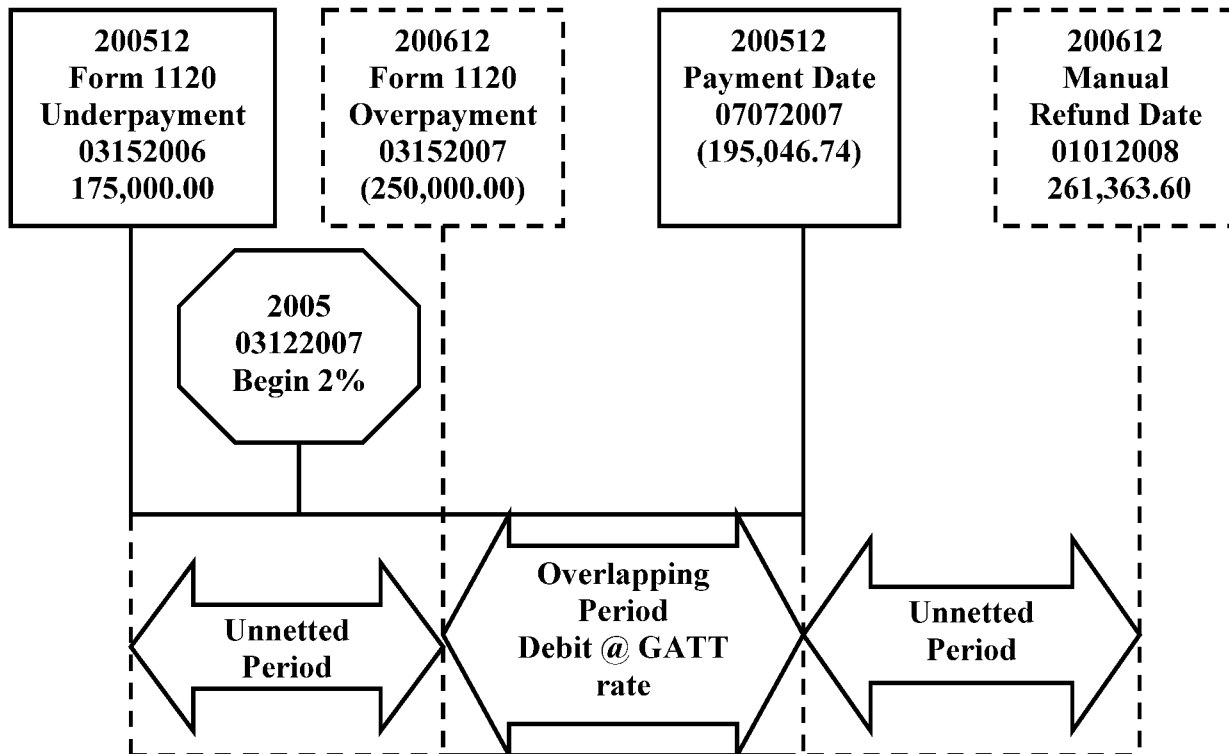 200512
Form 1120
Underpayment
03152006
175,000.00
200612
Form 1120
Overpayment
03152007
(250,000.00)
200512
Payment Date
07072007
(195,046.74)
200612
Manual
Refund Date
01012008
261,363.60
2005
03122007
Begin 2%
Unnetted
Period
Overlapping
Period
Debit @ GATT
rate
Unnetted
Period